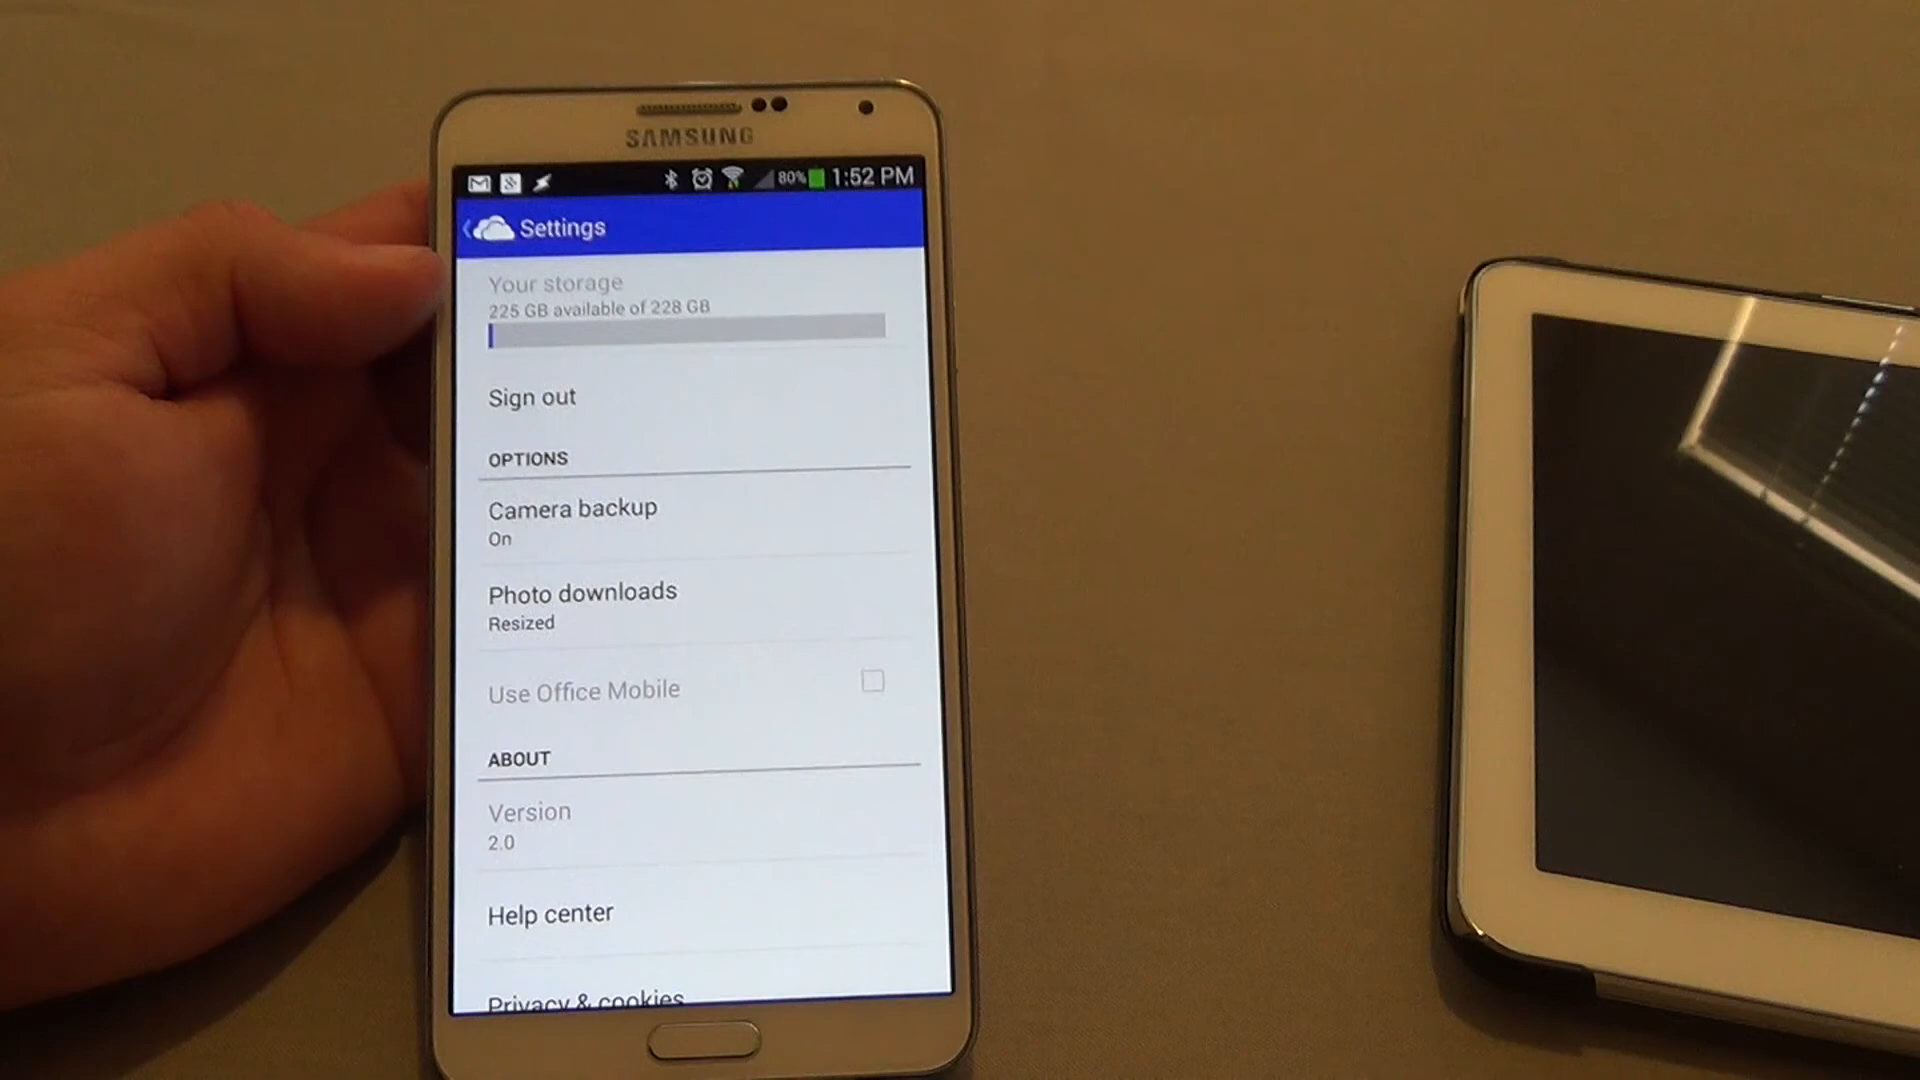 SAMSUNG
80% 1:52 PM
Settings
Your storage
225 GB available of 228 GB
Sign out
OPTIONS
Camera backup
On
Photo downloads
Resized
Use Office Mobile
ABOUT
Version
2.0
Help center
Privacy & cookies